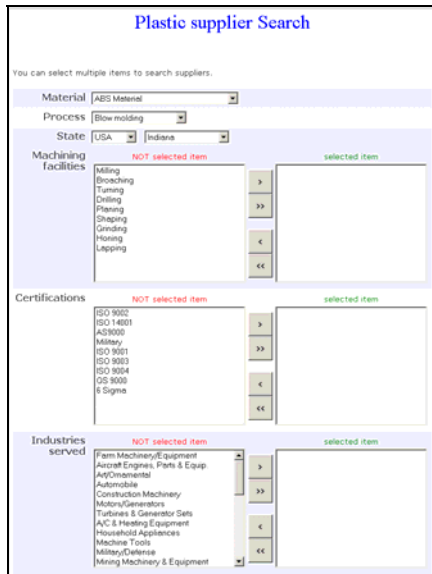 Plastic supplier Search
You can select multiple items to search suppliers.
Material ABS Material
Process Blow molding
State USA Indiana
Machining facilities
NOT selected item selected item
Milling
Broaching
Turning
Drilling
Planing
Shaping
Grinding
Honing
Lapping
>
>>
<
<<
Certifications
NOT selected item selected item
ISO 9002
ISO 14001
AS9000
Military
ISO 9001
ISO 9003
ISO 9004
QS 9000
6 Sigma
>
>>
<
<<
Industries served
NOT selected item selected item
Farm Machinery/Equipment
Aircraft Engines, Parts & Equip.
Art/Ornamental
Automobile
Construction Machinery
Motors/Generators
Turbines & Generator Sets
A/C & Heating Equipment
Household Appliances
Machine Tools
Military/Defense
Mining Machinery & Equipment
>
>>
<
<<